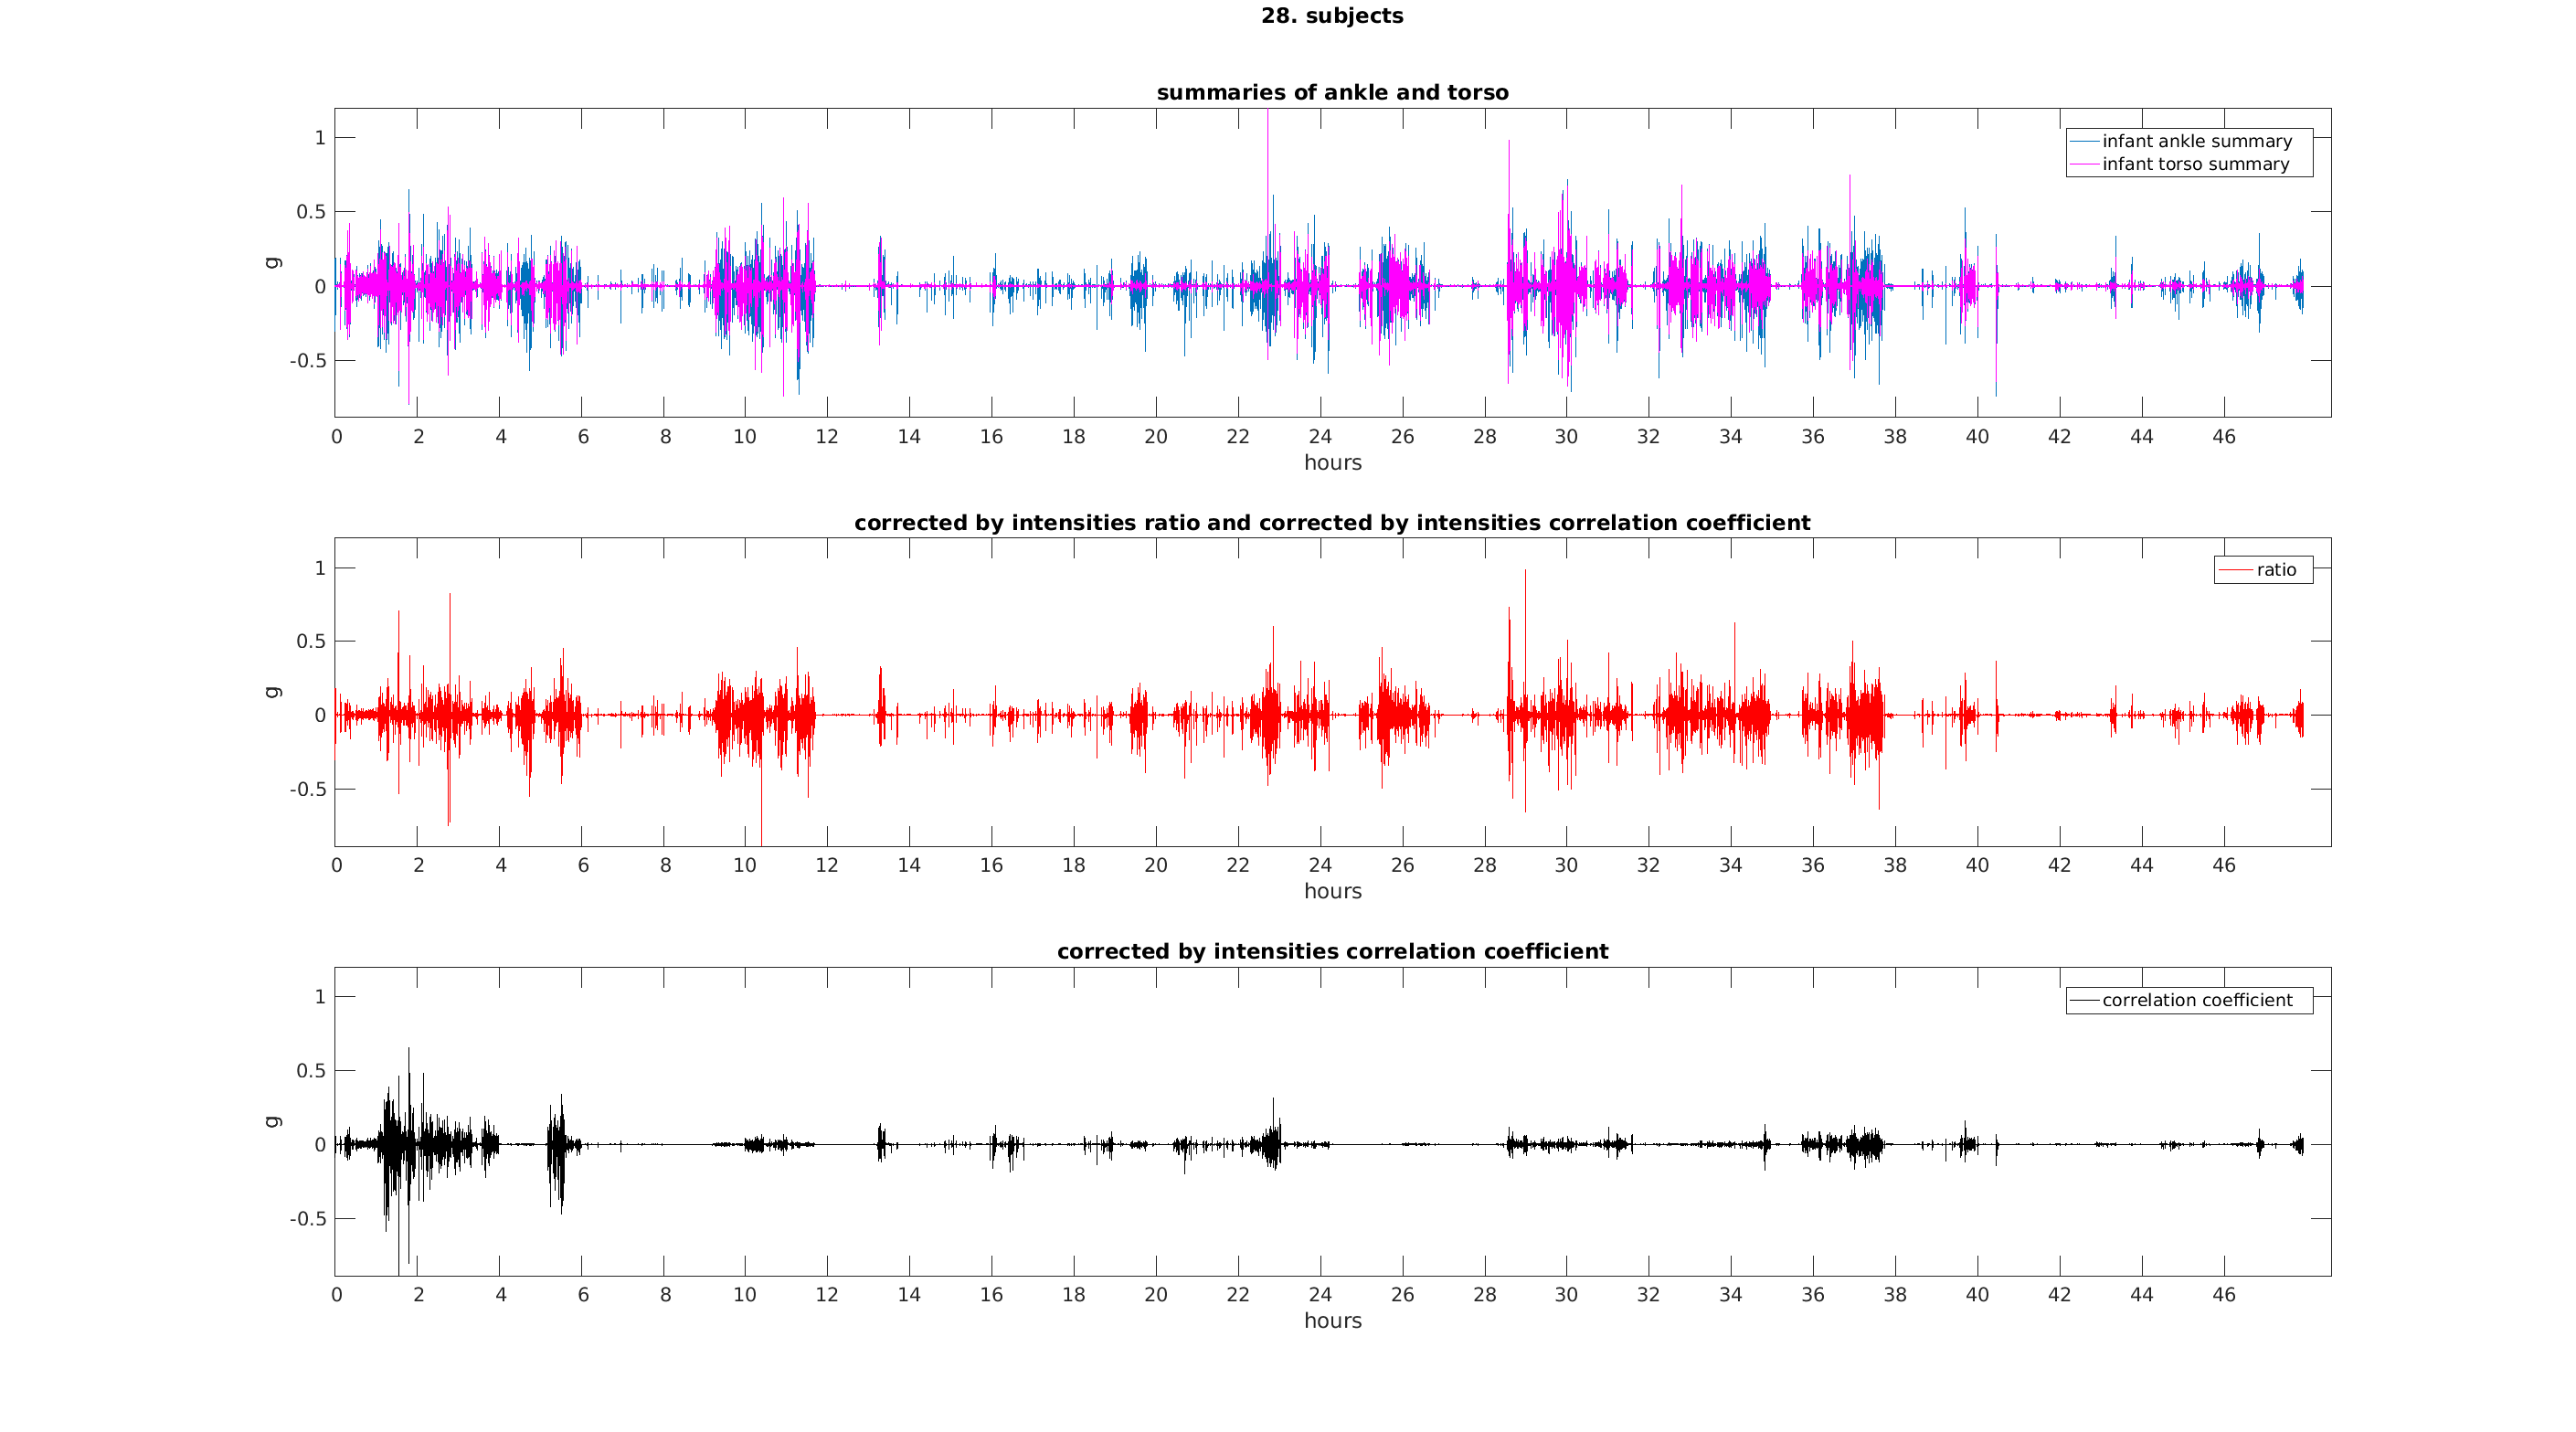 28. subjects
summaries of ankle and torso
1
0.5
0
-0.5
g
infant ankle summary
infant torso summary
0 2 4 6 8 10 12 14 16 18 20 22 24 26 28 30 32 34 36 38 40 42 44 46
hours
corrected by intensities ratio and corrected by intensities correlation coefficient
1
0.5
0
-0.5
g
ratio
0 2 4 6 8 10 12 14 16 18 20 22 24 26 28 30 32 34 36 38 40 42 44 46
hours
corrected by intensities correlation coefficient
1
0.5
0
-0.5
g
correlation coefficient
0 2 4 6 8 10 12 14 16 18 20 22 24 26 28 30 32 34 36 38 40 42 44 46
hours